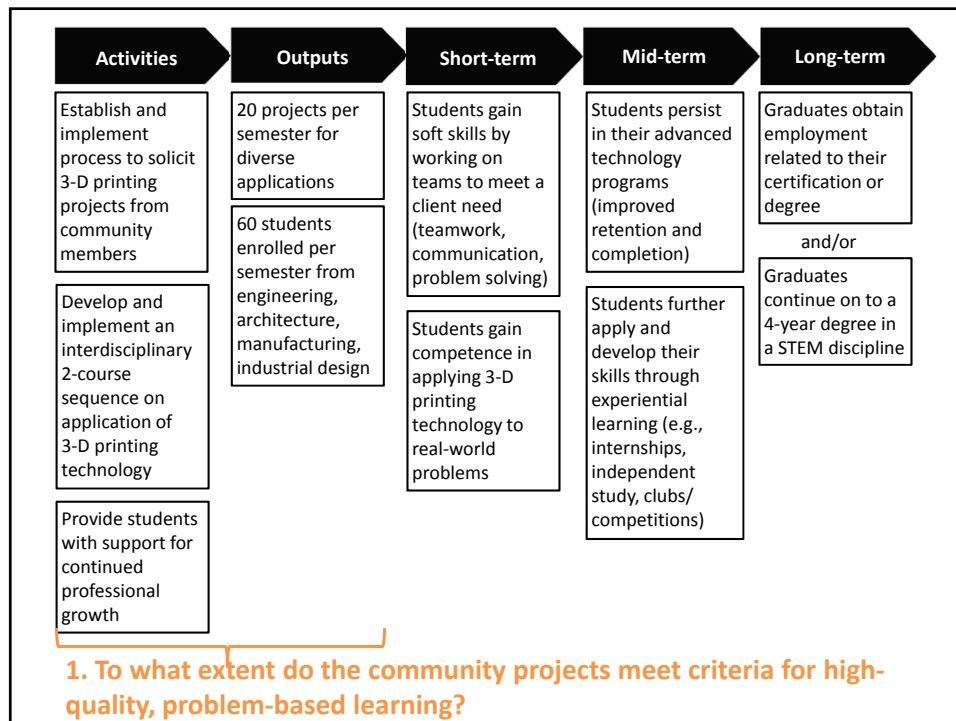 Activities
Outputs
Short-term
Mid-term
Long-term
Establish and
implement
process to solicit
3-D printing
projects from
community
members
Develop and
implement an
interdisciplinary
2-course
sequence on
application of
3-D printing
technology
Provide students
with support for
continued
professional
growth
20 projects per
semester for
diverse
applications
60 students
enrolled per
semester from
engineering,
architecture,
manufacturing,
industrial design
Students gain
soft skills by
working on
teams to meet a
client need
(teamwork,
communication,
problem solving)
Students gain
competence in
applying 3-D
printing
technology to
real-world
problems
Students persist
in their advanced
technology
programs
(improved
retention and
completion)
Students further
apply and
develop their
skills through
experiential
learning (e.g.,
internships,
independent
study, clubs/
competitions)
Graduates obtain
employment
related to their
certification or
degree
and/or
Graduates
continue on to a
4-year degree in
a STEM discipline
1. To what extent do the community projects meet criteria for high-
quality, problem-based learning?